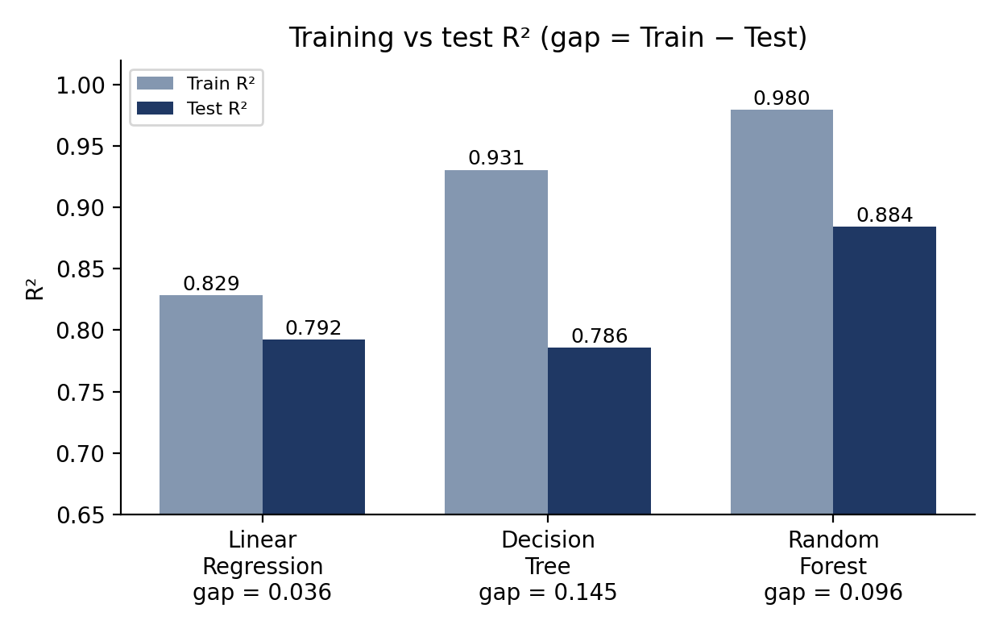 Training vs test R² (gap = Train − Test)
Train R²
Test R²
R²
1.00
0.95
0.90
0.85
0.80
0.75
0.70
0.65
0.829
0.792
0.931
0.786
0.980
0.884
Linear
Regression
gap = 0.036
Decision
Tree
gap = 0.145
Random
Forest
gap = 0.096